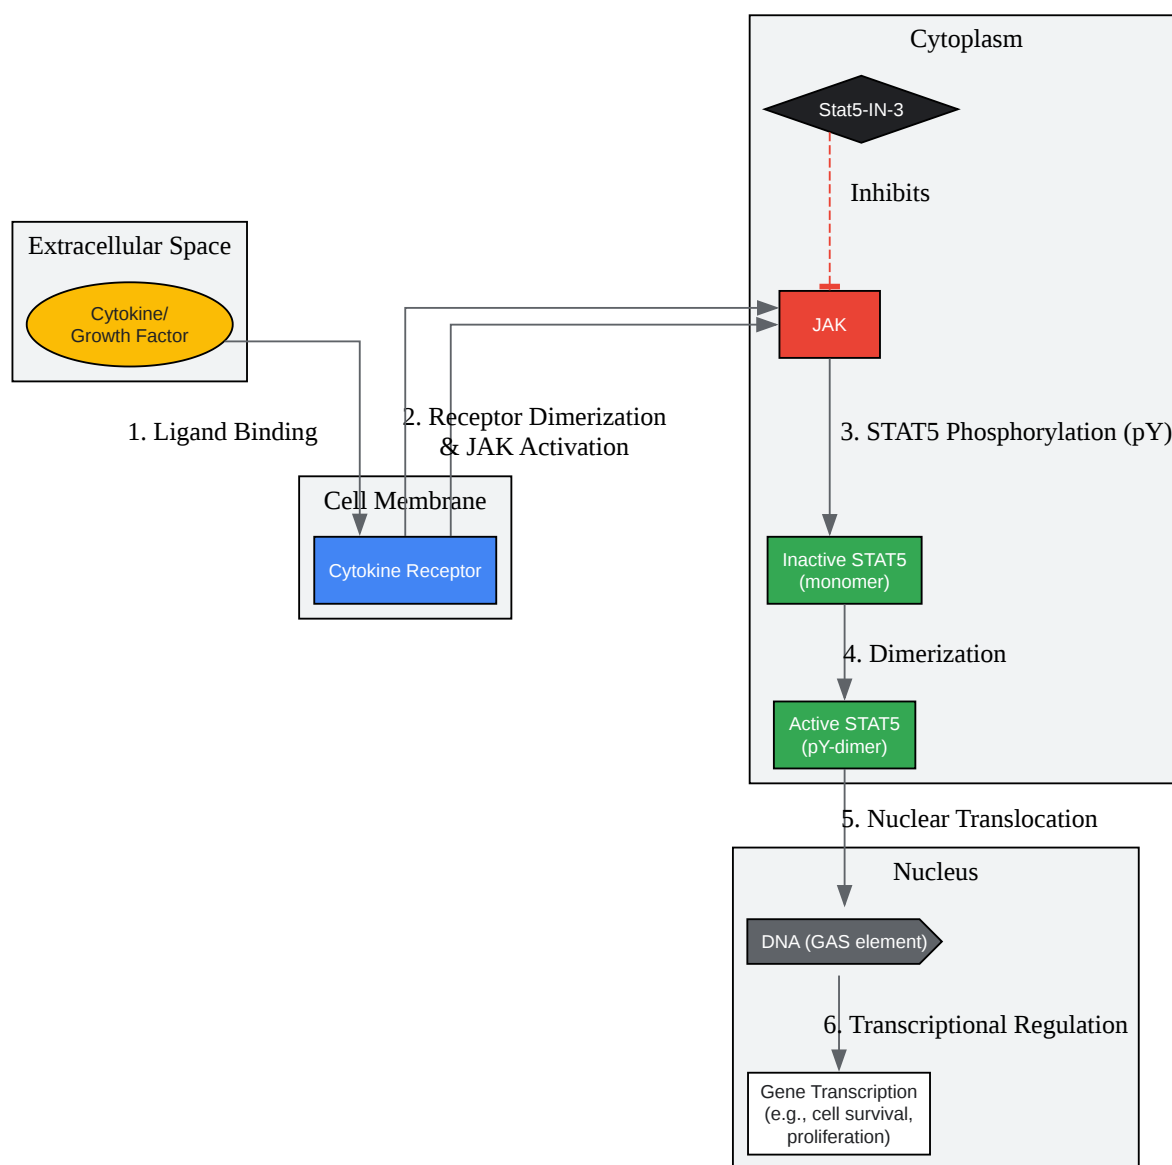 Cytoplasm
Stat5-IN-3
Inhibits
Extracellular Space
Cytokine/
Growth Factor
JAK
1. Ligand Binding
2. Receptor Dimerization
& JAK Activation
3. STAT5 Phosphorylation (pY)
Cell Membrane
Cytokine Receptor
Inactive STAT5
(monomer)
4. Dimerization
Active STAT5
(pY-dimer)
5. Nuclear Translocation
Nucleus
DNA (GAS element)
6. Transcriptional Regulation
Gene Transcription
(e.g., cell survival,
proliferation)